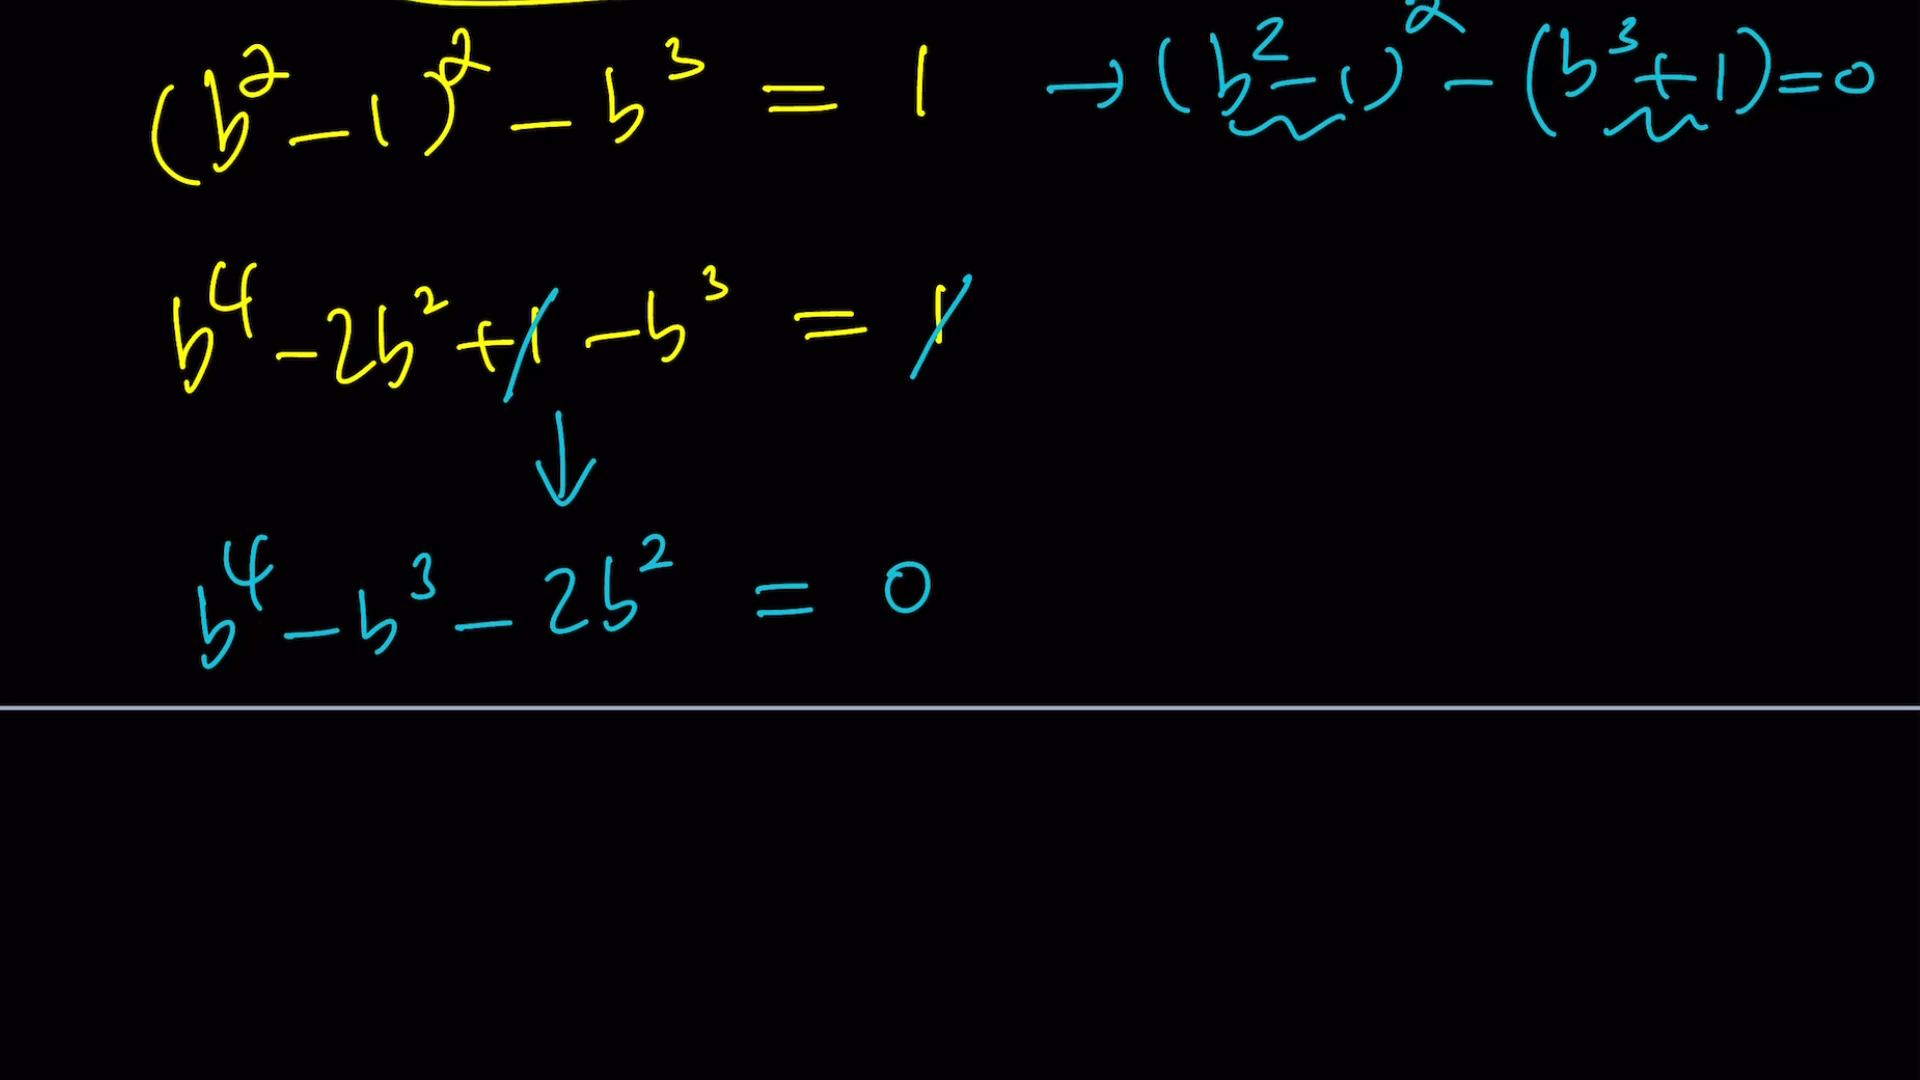 (b² − 1)² − b³ = 1 → (b² − 1)² − (b³ + 1) = 0
b⁴ − 2b² + 1 − b³ = 1
↓
b⁴ − b³ − 2b² = 0